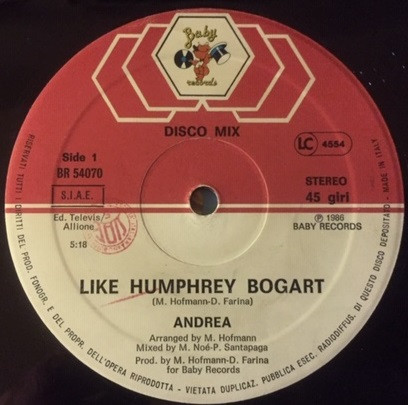 Baby
records
DISCO MIX
Side 1
BR 54070
S.I.A.E.
Ed. Televis
Allione
5:18
LC 4554
STEREO
45 giri
℗ 1986
BABY RECORDS
LIKE HUMPHREY BOGART
(M. Hofmann-D. Farina)
ANDREA
Arranged by M. Hofmann
Mixed by M. Noé-P. Santapaga
Prod. by M. Hofmann-D. Farina
for Baby Records
RISERVATI TUTTI I DIRITTI DEL PROD. FONOGR. E DEL PROPR. DELL'OPERA RIPRODOTTA - VIETATA DUPLICAZ. PUBBLICA ESEC. RADIODIFFUS. DI QUESTO DISCO DEPOSITATO - MADE IN ITALY